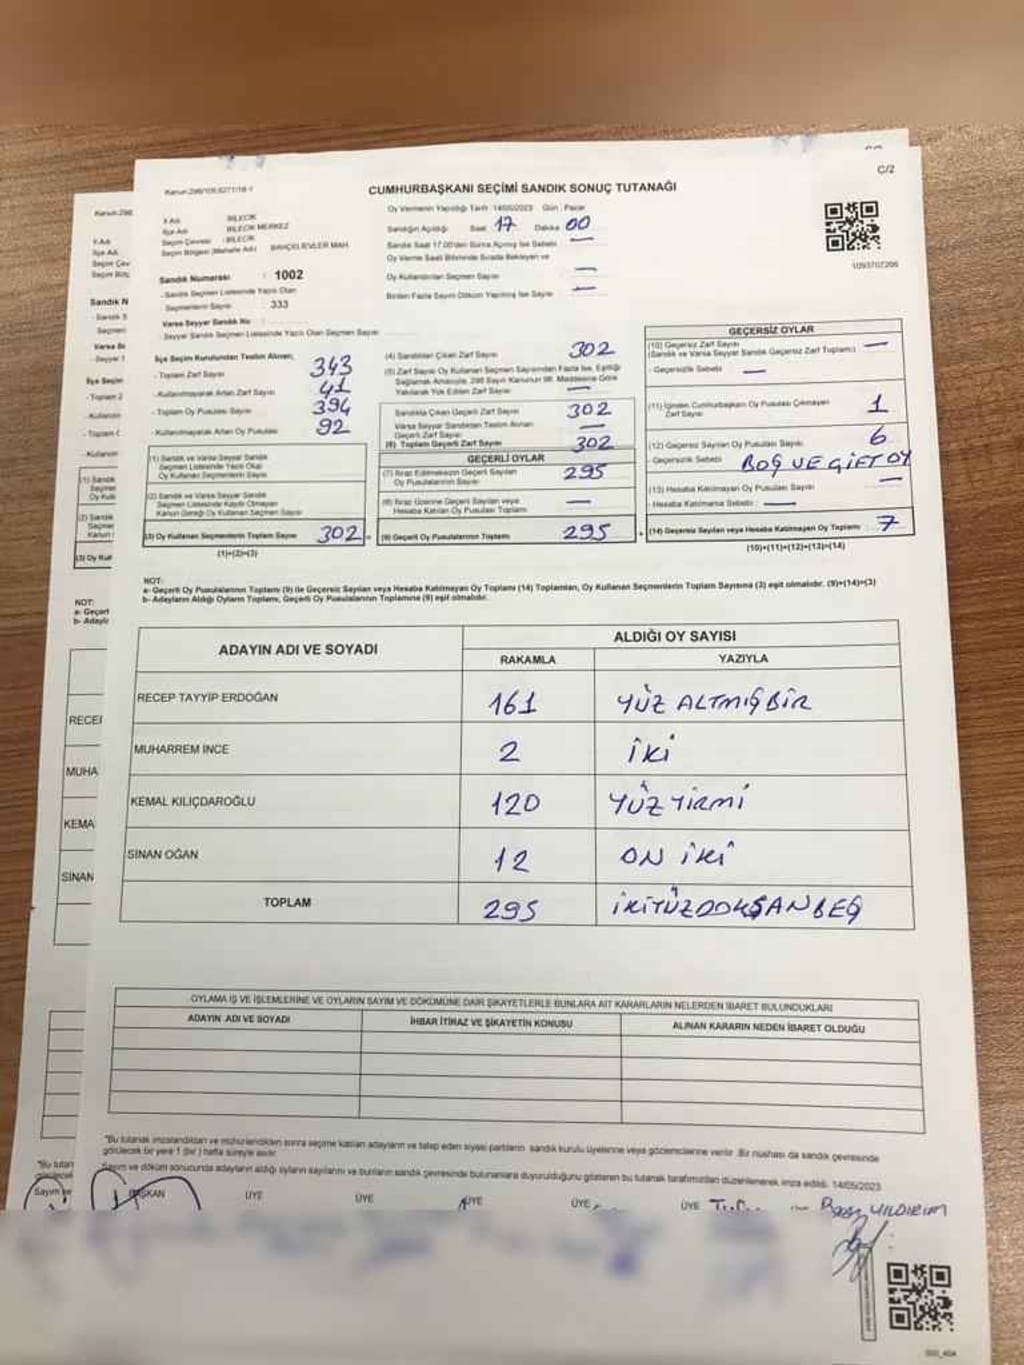 C/2
Kanun:298/105;6271/18-1
CUMHURBAŞKANI SEÇİMİ SANDIK SONUÇ TUTANAĞI
İl Adı : BİLECİK
İlçe Adı : BİLECİK MERKEZ
Seçim Çevresi : BİLECİK
Seçim Bölgesi (Mahalle Adı) : BAHÇELİEVLER MAH.
Sandık Numarası : 1002
- Sandık Seçmen Listesinde Yazılı Olan
Seçmenlerin Sayısı : 333
Varsa Seyyar Sandık No :
- Seyyar Sandık Seçmen Listesinde Yazılı Olan Seçmen Sayısı
Oy Vermenin Yapıldığı Tarih : 14/05/2023 Gün : Pazar
Sandığın Açıldığı Saat 17 Dakika 00
Sandık Saat 17.00'den Sonra Açılmış İse Sebebi —
Oy Verme Saati Bitiminde Sırada Bekleyen ve
Oy Kullandırılan Seçmen Sayısı —
Birden Fazla Sayım Döküm Yapılmış İse Sayısı —
1093707206
İlçe Seçim Kurulundan Teslim Alınan;
- Toplam Zarf Sayısı 343
- Kullanılmayarak Artan Zarf Sayısı 41
- Toplam Oy Pusulası Sayısı 394
- Kullanılmayarak Artan Oy Pusulası 92
(1) Sandık ve Varsa Seyyar Sandık
Seçmen Listesinde Yazılı Olup
Oy Kullanan Seçmenlerin Sayısı
(2) Sandık ve Varsa Seyyar Sandık
Seçmen Listesinde Kayıtlı Olmayan
Kanun Gereği Oy Kullanan Seçmen Sayısı
(3) Oy Kullanan Seçmenlerin Toplam Sayısı 302
(1)+(2)=(3)
(4) Sandıktan Çıkan Zarf Sayısı 302
(5) Zarf Sayısı Oy Kullanan Seçmen Sayısından Fazla İse, Eşitliği
Sağlamak Amacıyla, 298 Sayılı Kanunun 98. Maddesine Göre
Yakılarak Yok Edilen Zarf Sayısı —
Sandıkta Çıkan Geçerli Zarf Sayısı 302
Varsa Seyyar Sandıktan Teslim Alınan
Geçerli Zarf Sayısı —
(6) Toplam Geçerli Zarf Sayısı 302
GEÇERLİ OYLAR
(7) İtiraz Edilmeksizin Geçerli Sayılan
Oy Pusulalarının Sayısı 295
(8) İtiraz Üzerine Geçerli Sayılan veya
Hesaba Katılan Oy Pusulası Toplamı —
(9) Geçerli Oy Pusulalarının Toplamı 295
GEÇERSİZ OYLAR
(10) Geçersiz Zarf Sayısı
(Sandık ve Varsa Seyyar Sandık Geçersiz Zarf Toplamı) —
- Geçersizlik Sebebi —
(11) İçinden Cumhurbaşkanı Oy Pusulası Çıkmayan
Zarf Sayısı 1
(12) Geçersiz Sayılan Oy Pusulası Sayısı 6
- Geçersizlik Sebebi BOŞ VE ÇİFT OY
(13) Hesaba Katılmayan Oy Pusulası Sayısı —
- Hesaba Katılmama Sebebi —
(14) Geçersiz Sayılan veya Hesaba Katılmayan Oy Toplamı 7
(10)+(11)+(12)+(13)=(14)
NOT:
a- Geçerli Oy Pusulalarının Toplamı (9) ile Geçersiz Sayılan veya Hesaba Katılmayan Oy Toplamı (14) Toplamları, Oy Kullanan Seçmenlerin Toplam Sayısına (3) eşit olmalıdır. (9)+(14)=(3)
b- Adayların Aldığı Oyların Toplamı, Geçerli Oy Pusulalarının Toplamına (9) eşit olmalıdır.
ADAYIN ADI VE SOYADI
ALDIĞI OY SAYISI
RAKAMLA YAZIYLA
RECEP TAYYİP ERDOĞAN 161 YÜZ ALTMIŞ BİR
MUHARREM İNCE 2 İKİ
KEMAL KILIÇDAROĞLU 120 YÜZ YİRMİ
SİNAN OĞAN 12 ON İKİ
TOPLAM 295 İKİYÜZDOKSANBEŞ
OYLAMA İŞ VE İŞLEMLERİNE VE OYLARIN SAYIM VE DÖKÜMÜNE DAİR ŞİKAYETLERLE BUNLARA AİT KARARLARIN NELERDEN İBARET BULUNDUKLARI
ADAYIN ADI VE SOYADI İHBAR İTİRAZ VE ŞİKAYETİN KONUSU ALINAN KARARIN NEDEN İBARET OLDUĞU
"Bu tutanak imzalandıktan ve mühürlendikten sonra seçime katılan adayların ve talep eden siyasi partilerin sandık kurulu üyelerine veya gözlemcilerine verilir. Bir nüshası da sandık çevresinde
görülecek bir yere 1 (bir) hafta süreyle asılır.
Sayım ve döküm sonucunda adayların aldığı oyların sayılarını ve bunların sandık çevresinde bulunanlara duyurulduğunu gösteren bu tutanak tarafımızdan düzenlenerek imza edildi. 14/05/2023
BAŞKAN ÜYE ÜYE ÜYE ÜYE ÜYE
YILDIRIM